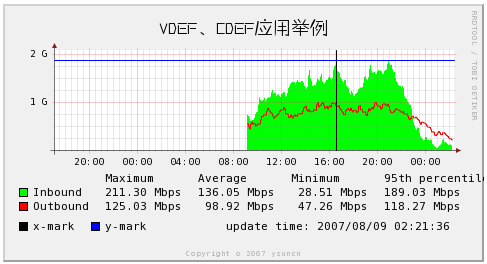 VDEF、CDEF应用举例
RRDTOOL / TOBI OETIKER
2 G
1 G
20:00 00:00 04:00 08:00 12:00 16:00 20:00 00:00
Maximum Average Minimum 95th percentile
Inbound 211.30 Mbps 136.05 Mbps 28.51 Mbps 189.03 Mbps
Outbound 125.03 Mbps 98.92 Mbps 47.26 Mbps 118.27 Mbps
x-mark y-mark update time: 2007/08/09 02:21:36
Copyright © 2007 ysuncn